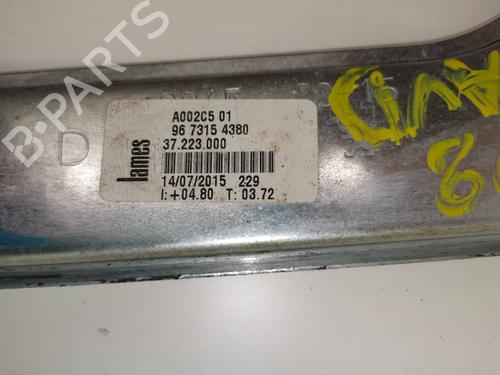 B-PARTS
A002C5 01
96 7315 4380
37.223.000
lames
14/07/2015 229
I:+04.80 T: 03.72
D